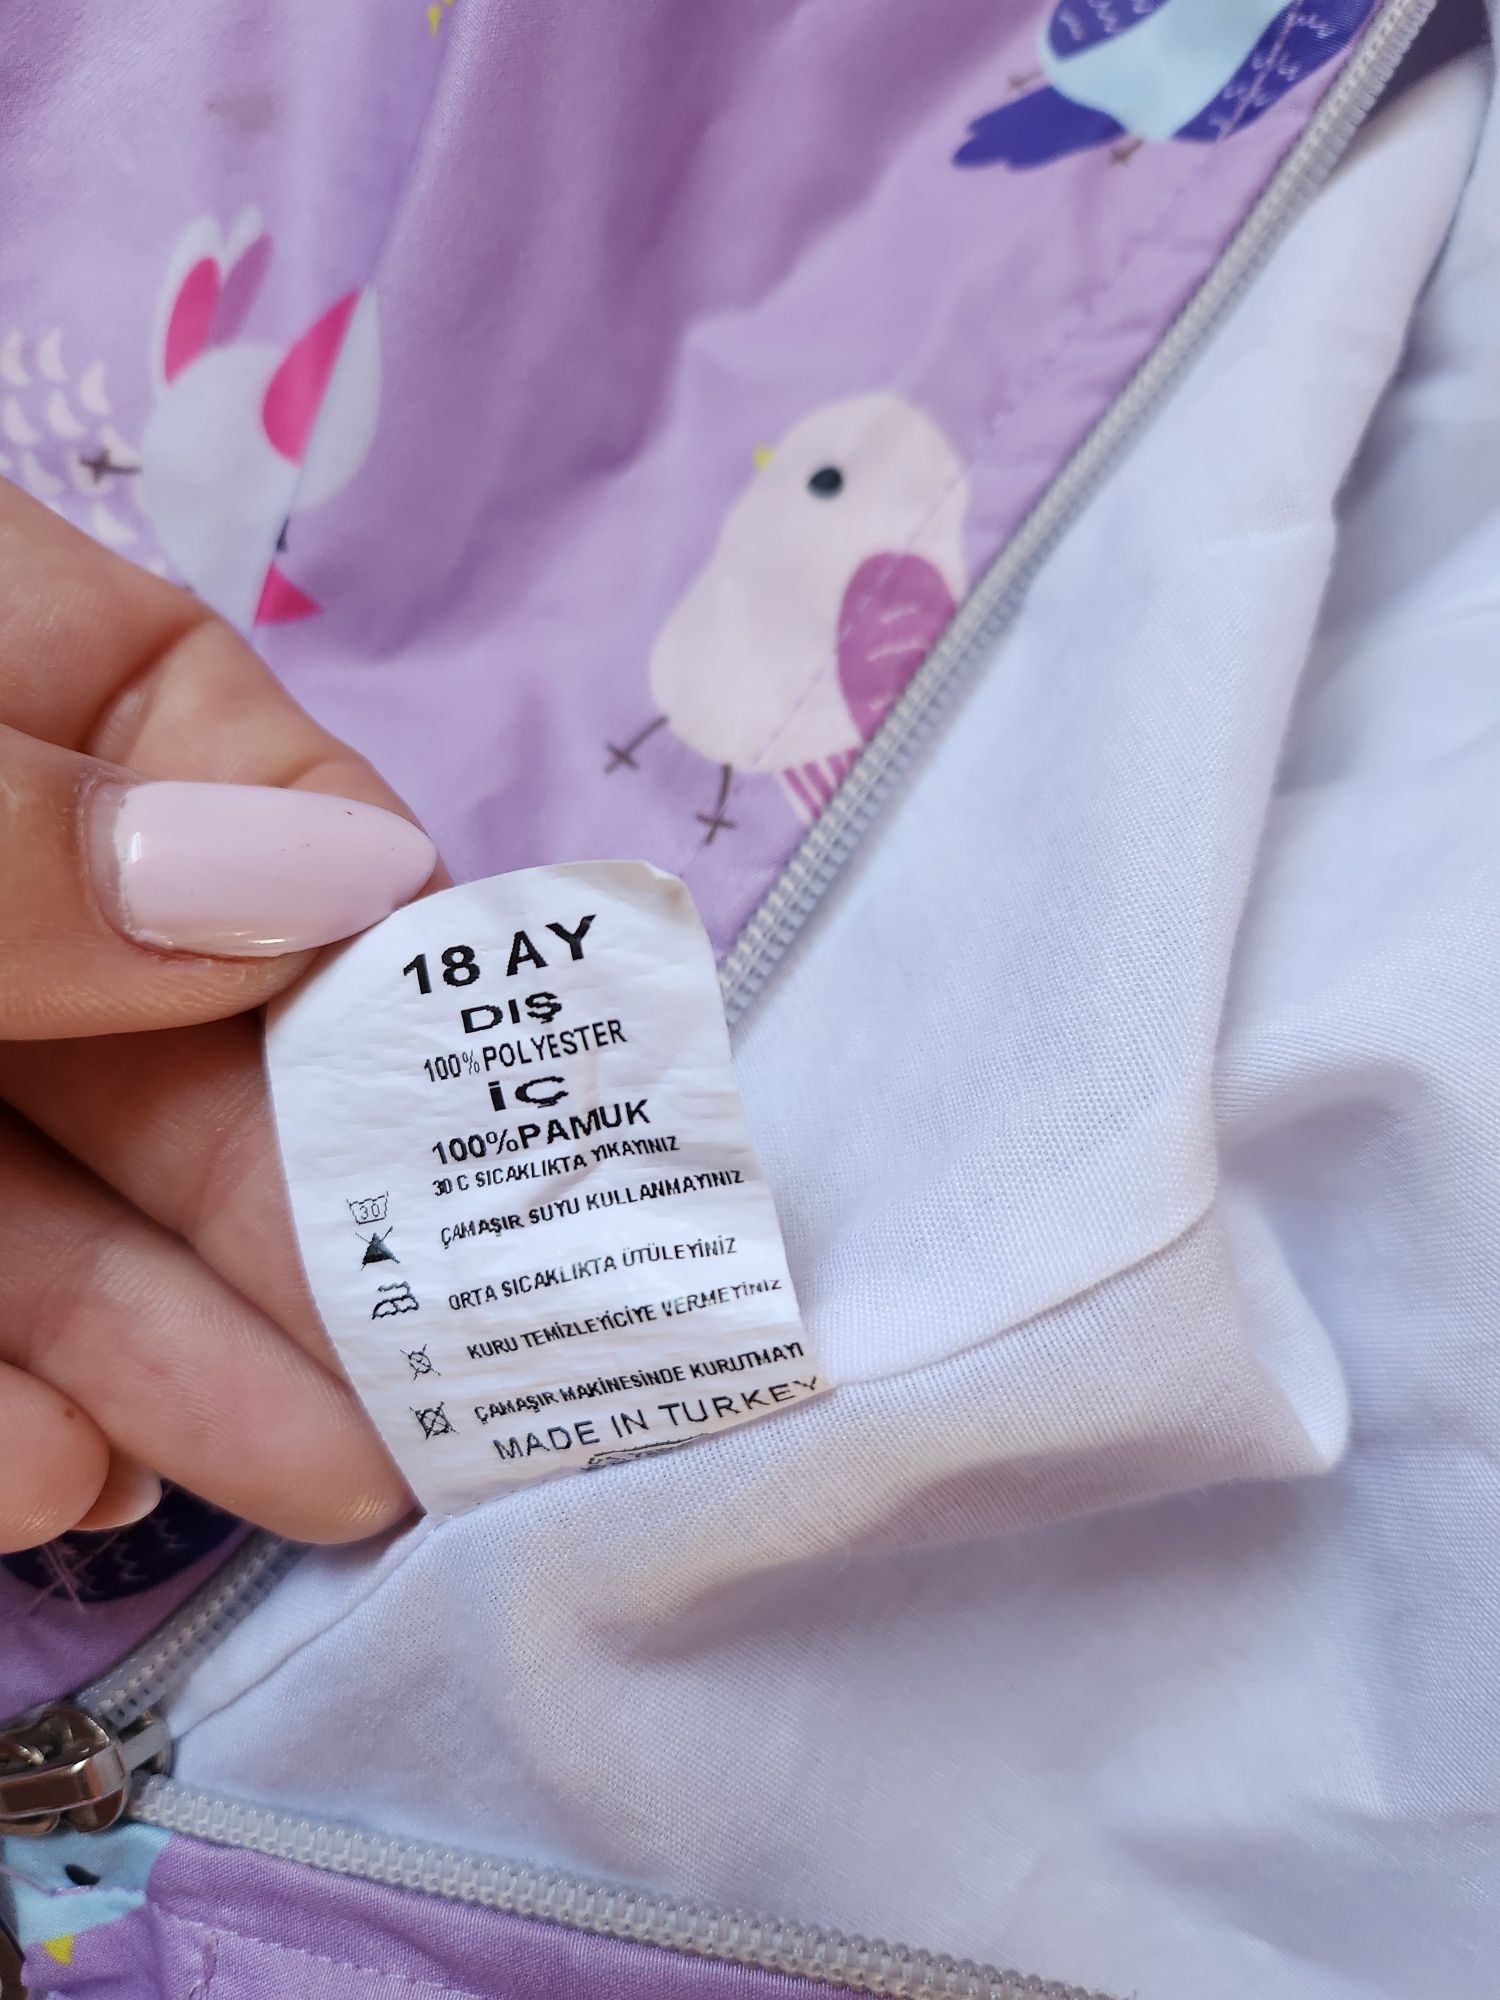 18 AY
DIŞ
100%POLYESTER
İÇ
100%PAMUK
30 C SICAKLIKTA YIKAYINIZ
30
ÇAMAŞIR SUYU KULLANMAYINIZ
ORTA SICAKLIKTA ÜTÜLEYİNİZ
KURU TEMİZLEYİCİYE VERMEYİNİZ
ÇAMAŞIR MAKİNESİNDE KURUTMAYI
MADE IN TURKEY